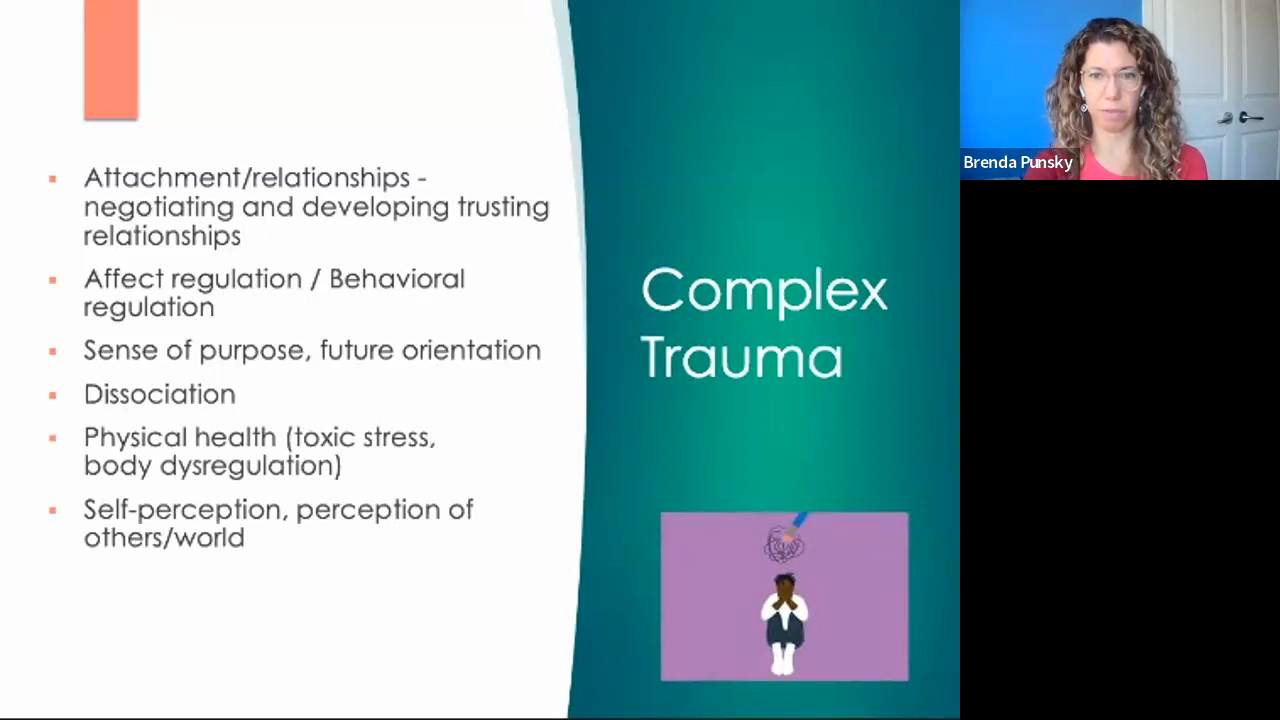 Attachment/relationships -
negotiating and developing trusting
relationships
Affect regulation / Behavioral
regulation
Sense of purpose, future orientation
Dissociation
Physical health (toxic stress,
body dysregulation)
Self-perception, perception of
others/world
Complex
Trauma
Brenda Punsky